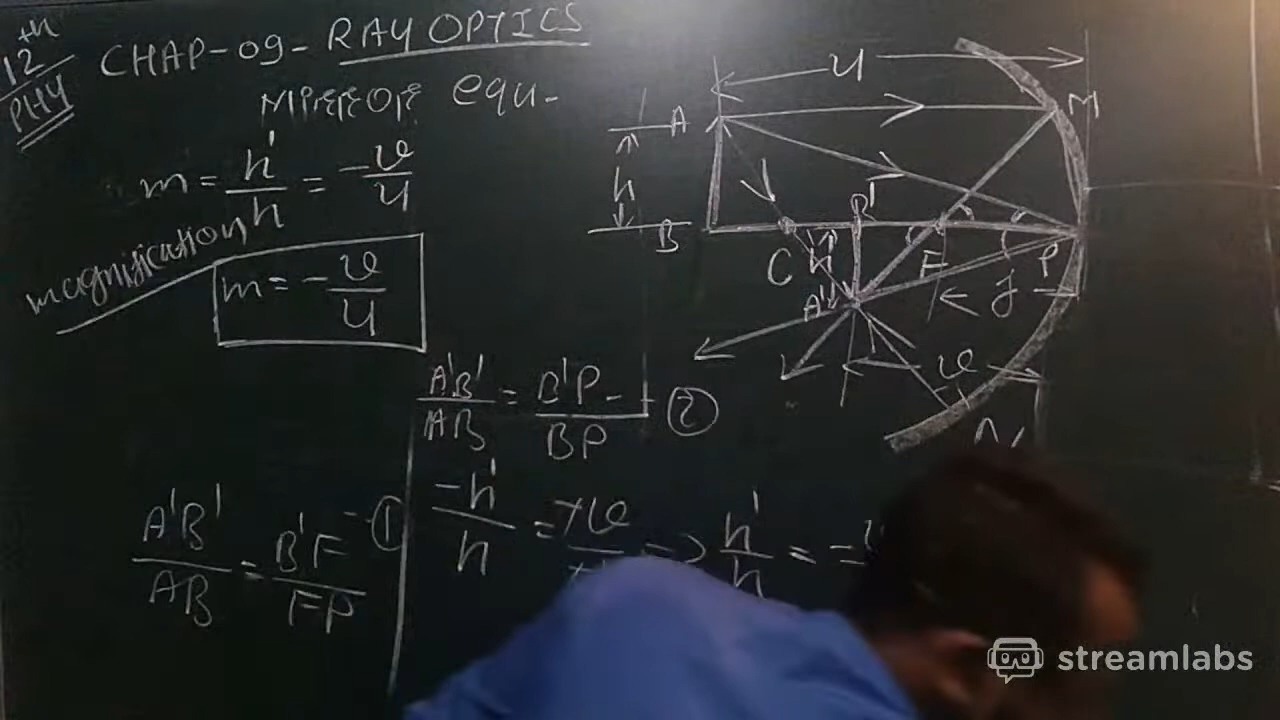 12th
PHY
CHAP-09- RAY OPTICS
Mirror equ.
m = h'/h = -v/u
magnification
m = - v/u
A'B'/AB = B'P/BP - ②
A'B'/AB = B'F/FP - ①
-h'/h =
⇒ h'/h = -
u
A
M
h
B
C
B'
h'
F
P
A'
f
v
N
streamlabs